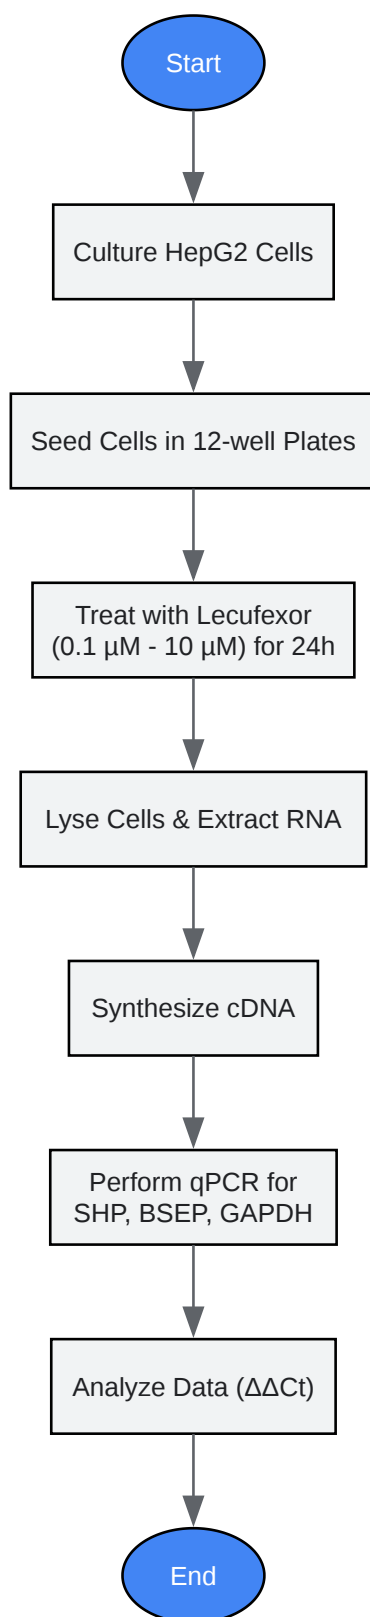 Start
Culture HepG2 Cells
Seed Cells in 12-well Plates
Treat with Lecufexor
(0.1 µM - 10 µM) for 24h
Lyse Cells & Extract RNA
Synthesize cDNA
Perform qPCR for
SHP, BSEP, GAPDH
Analyze Data (ΔΔCt)
End